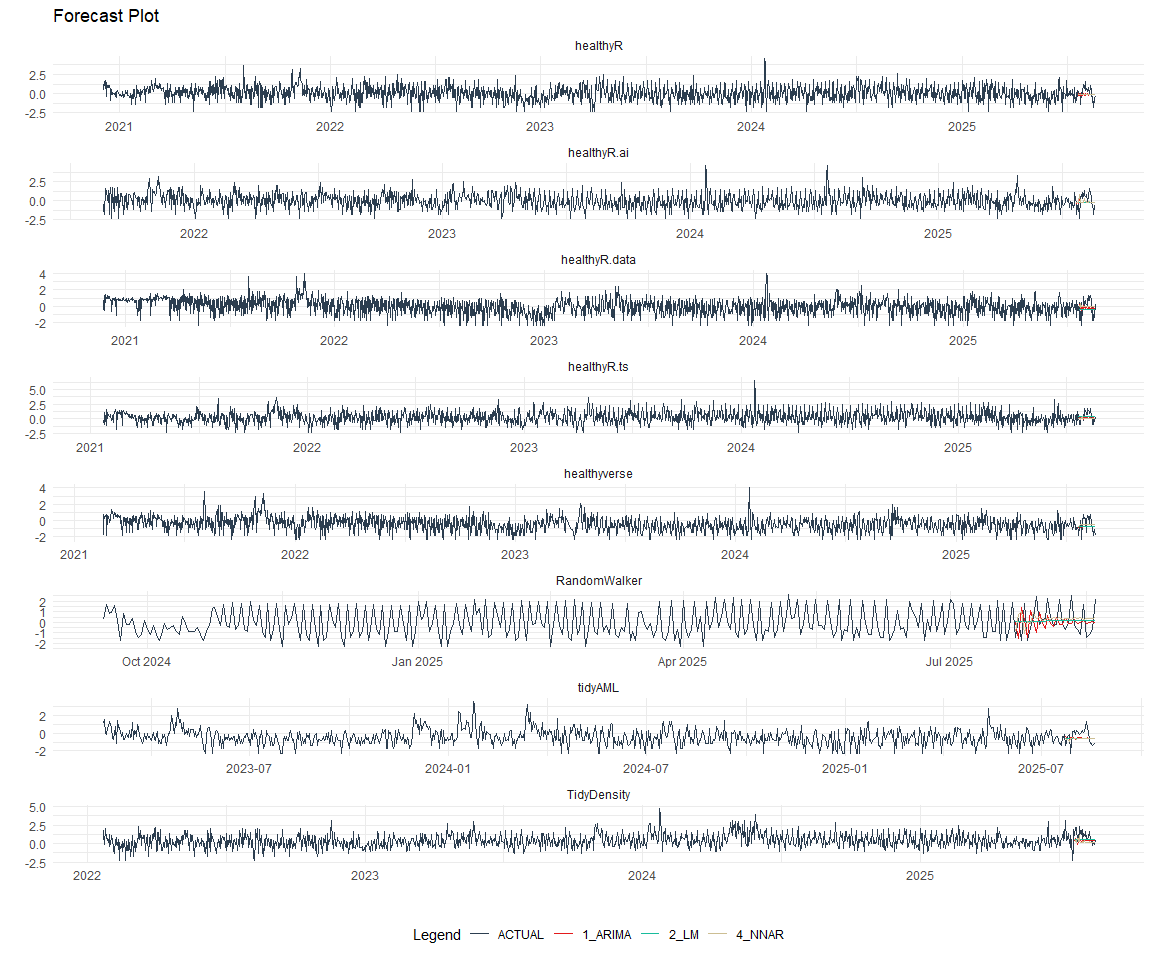 Forecast Plot
healthyR
2.5
0.0
-2.5
2021 2022 2023 2024 2025
healthyR.ai
2.5
0.0
-2.5
2022 2023 2024 2025
healthyR.data
4
2
0
-2
2021 2022 2023 2024 2025
healthyR.ts
5.0
2.5
0.0
-2.5
2021 2022 2023 2024 2025
healthyverse
4
2
0
-2
2021 2022 2023 2024 2025
RandomWalker
2
1
0
-1
-2
Oct 2024 Jan 2025 Apr 2025 Jul 2025
tidyAML
2
0
-2
2023-07 2024-01 2024-07 2025-01 2025-07
TidyDensity
5.0
2.5
0.0
-2.5
2022 2023 2024 2025
Legend ACTUAL 1_ARIMA 2_LM 4_NNAR